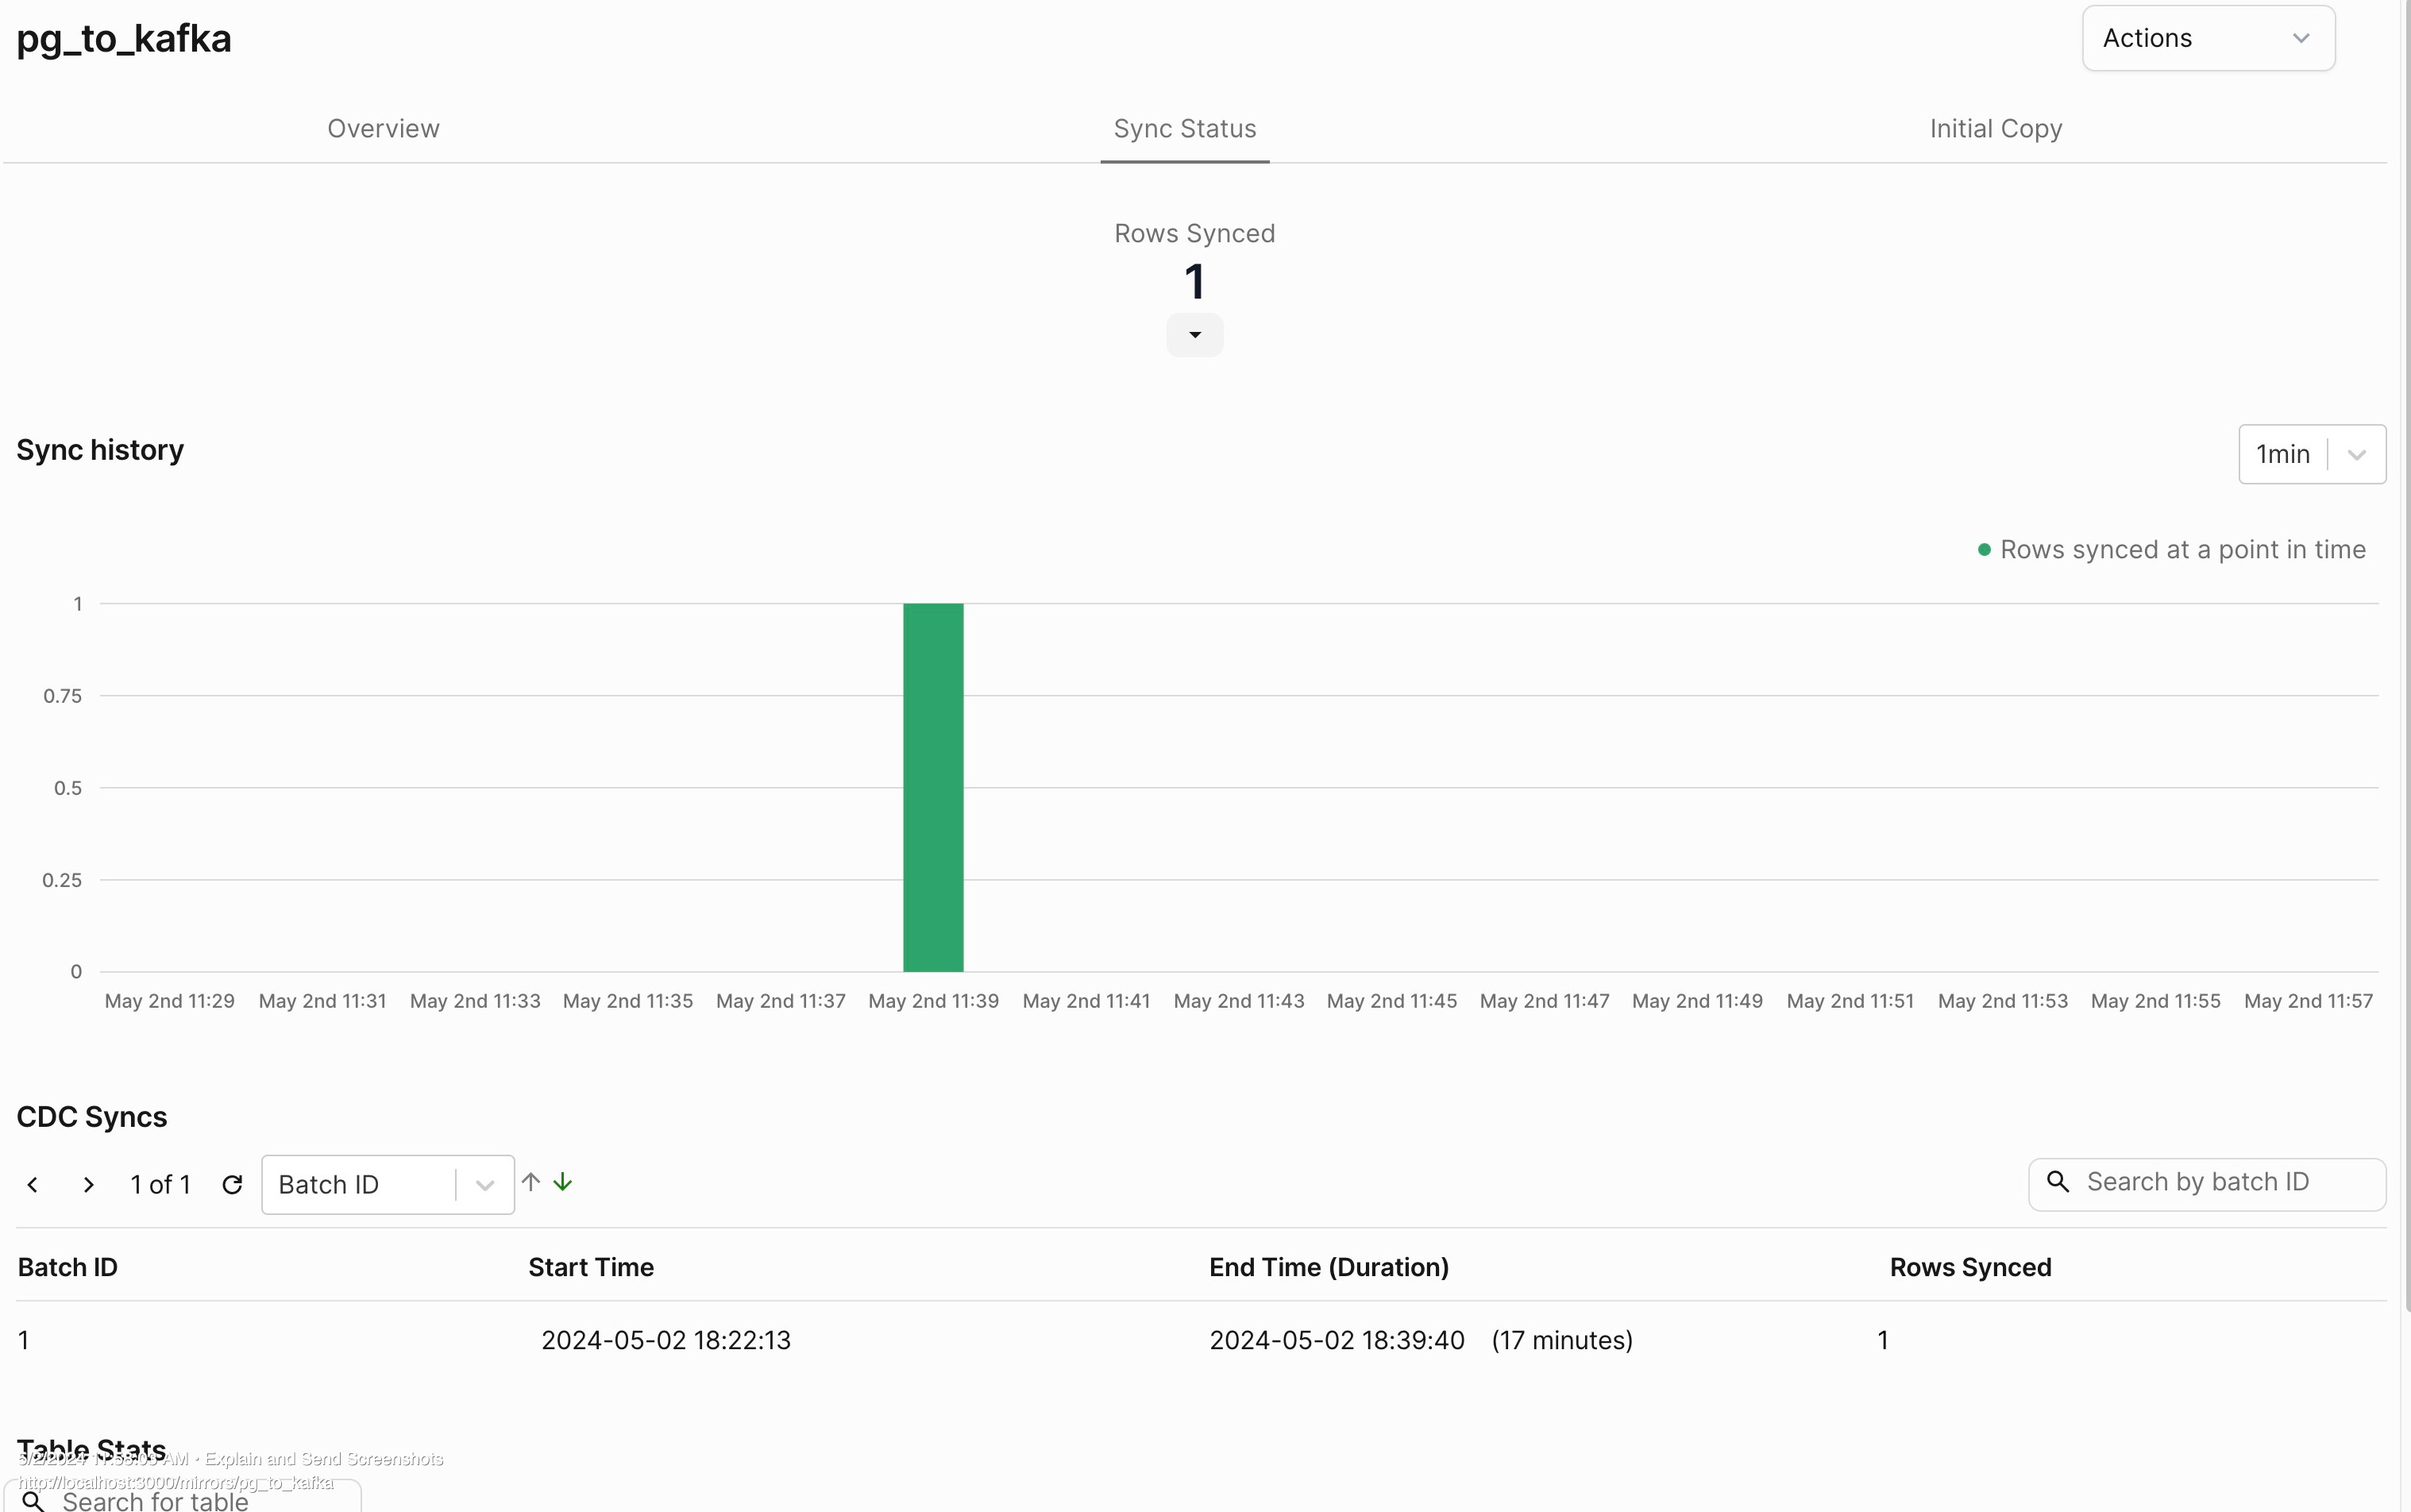 pg_to_kafka
Actions
Overview
Sync Status
Initial Copy
Rows Synced
1
Sync history
1min
Rows synced at a point in time
1
0.75
0.5
0.25
0
May 2nd 11:29 May 2nd 11:31 May 2nd 11:33 May 2nd 11:35 May 2nd 11:37 May 2nd 11:39 May 2nd 11:41 May 2nd 11:43 May 2nd 11:45 May 2nd 11:47 May 2nd 11:49 May 2nd 11:51 May 2nd 11:53 May 2nd 11:55 May 2nd 11:57
CDC Syncs
1 of 1
Batch ID
Search by batch ID
Batch ID Start Time End Time (Duration) Rows Synced
1 2024-05-02 18:22:13 2024-05-02 18:39:40 (17 minutes) 1
Table Stats
5/2/2024 AM · Explain and Send Screenshots
http://localhost:3000/mirrors/pg_to_kafka
Search for table